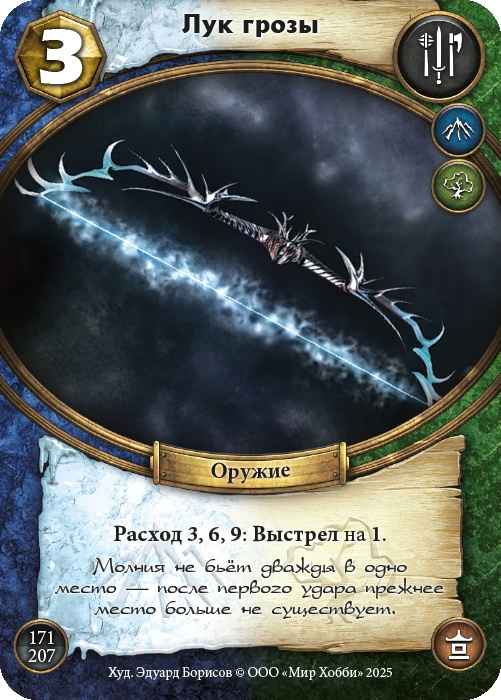 Лук грозы
3
Оружие
Расход 3, 6, 9: Выстрел на 1.
Молния не бьёт дважды в одно
место — после первого удара прежнее
место больше не существует.
171
207
Худ. Эдуард Борисов © ООО «Мир Хобби» 2025